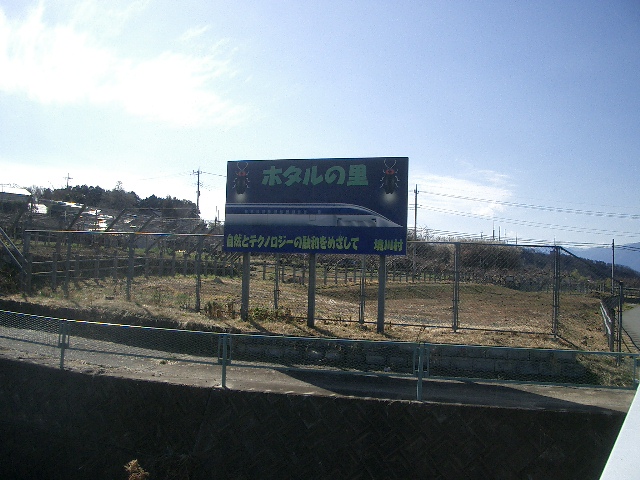 ホタルの里
自然とテクノロジーの融和をめざして 境川村